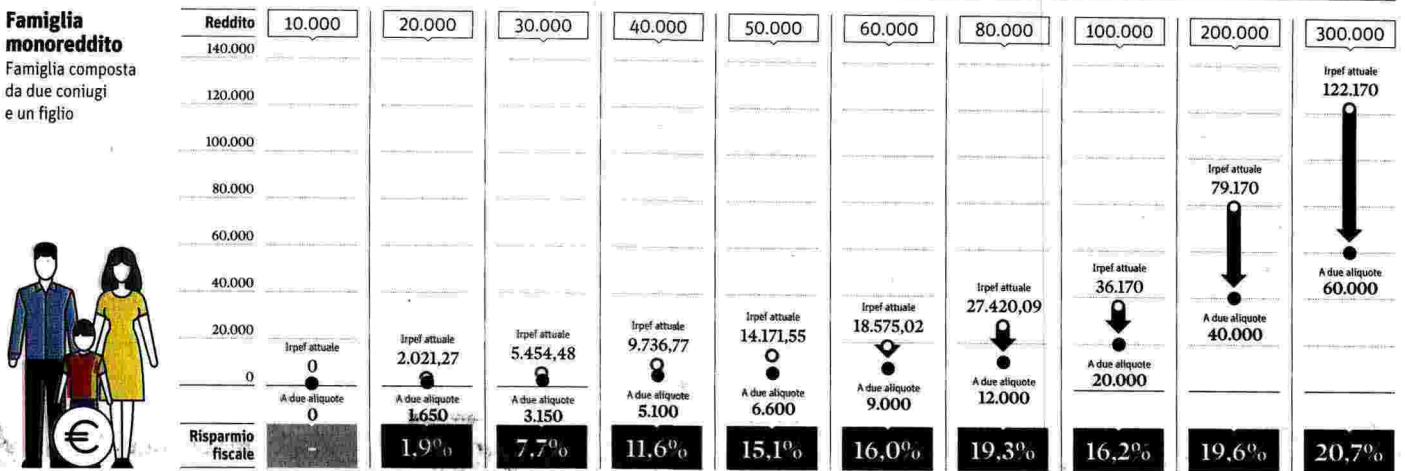 Famiglia
monoreddito
Famiglia composta
da due coniugi
e un figlio
Reddito 10.000 20.000 30.000 40.000 50.000 60.000 80.000 100.000 200.000 300.000
140.000
120.000
100.000
80.000
60.000
40.000
20.000
0
Irpef attuale
0
A due aliquote
0
Irpef attuale
2.021,27
A due aliquote
1.650
Irpef attuale
5.454,48
A due aliquote
3.150
Irpef attuale
9.736,77
A due aliquote
5.100
Irpef attuale
14.171,55
A due aliquote
6.600
Irpef attuale
18.575,02
A due aliquote
9.000
Irpef attuale
27.420,09
A due aliquote
12.000
Irpef attuale
36.170
A due aliquote
20.000
Irpef attuale
79.170
A due aliquote
40.000
Irpef attuale
122.170
A due aliquote
60.000
€
Risparmio
fiscale
- 1,9% 7,7% 11,6% 15,1% 16,0% 19,3% 16,2% 19,6% 20,7%